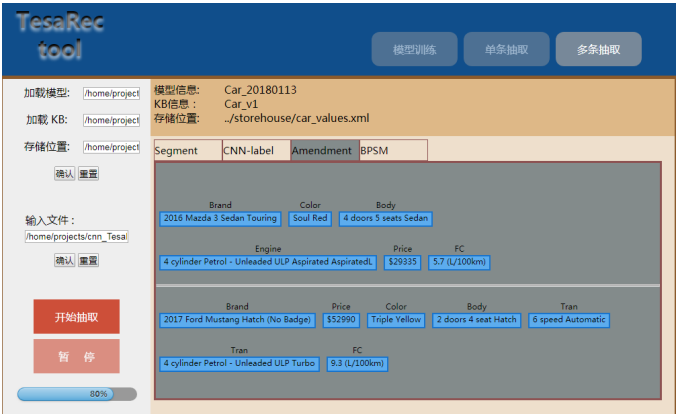 TesaRec
tool
模型训练 单条抽取 多条抽取
加载模型: /home/project
加载 KB: /home/project
存储位置: /home/project
确认 重置
输入文件：
/home/projects/cnn_Tesal
确认 重置
开始抽取
暂 停
80%
模型信息: Car_20180113
KB信息： Car_v1
存储位置: ../storehouse/car_values.xml
Segment CNN-label Amendment BPSM
Brand Color Body
2016 Mazda 3 Sedan Touring Soul Red 4 doors 5 seats Sedan
Engine Price FC
4 cylinder Petrol - Unleaded ULP Aspirated AspiratedL $29335 5.7 (L/100km)
Brand Price Color Body Tran
2017 Ford Mustang Hatch (No Badge) $52990 Triple Yellow 2 doors 4 seat Hatch 6 speed Automatic
Tran FC
4 cylinder Petrol - Unleaded ULP Turbo 9.3 (L/100km)